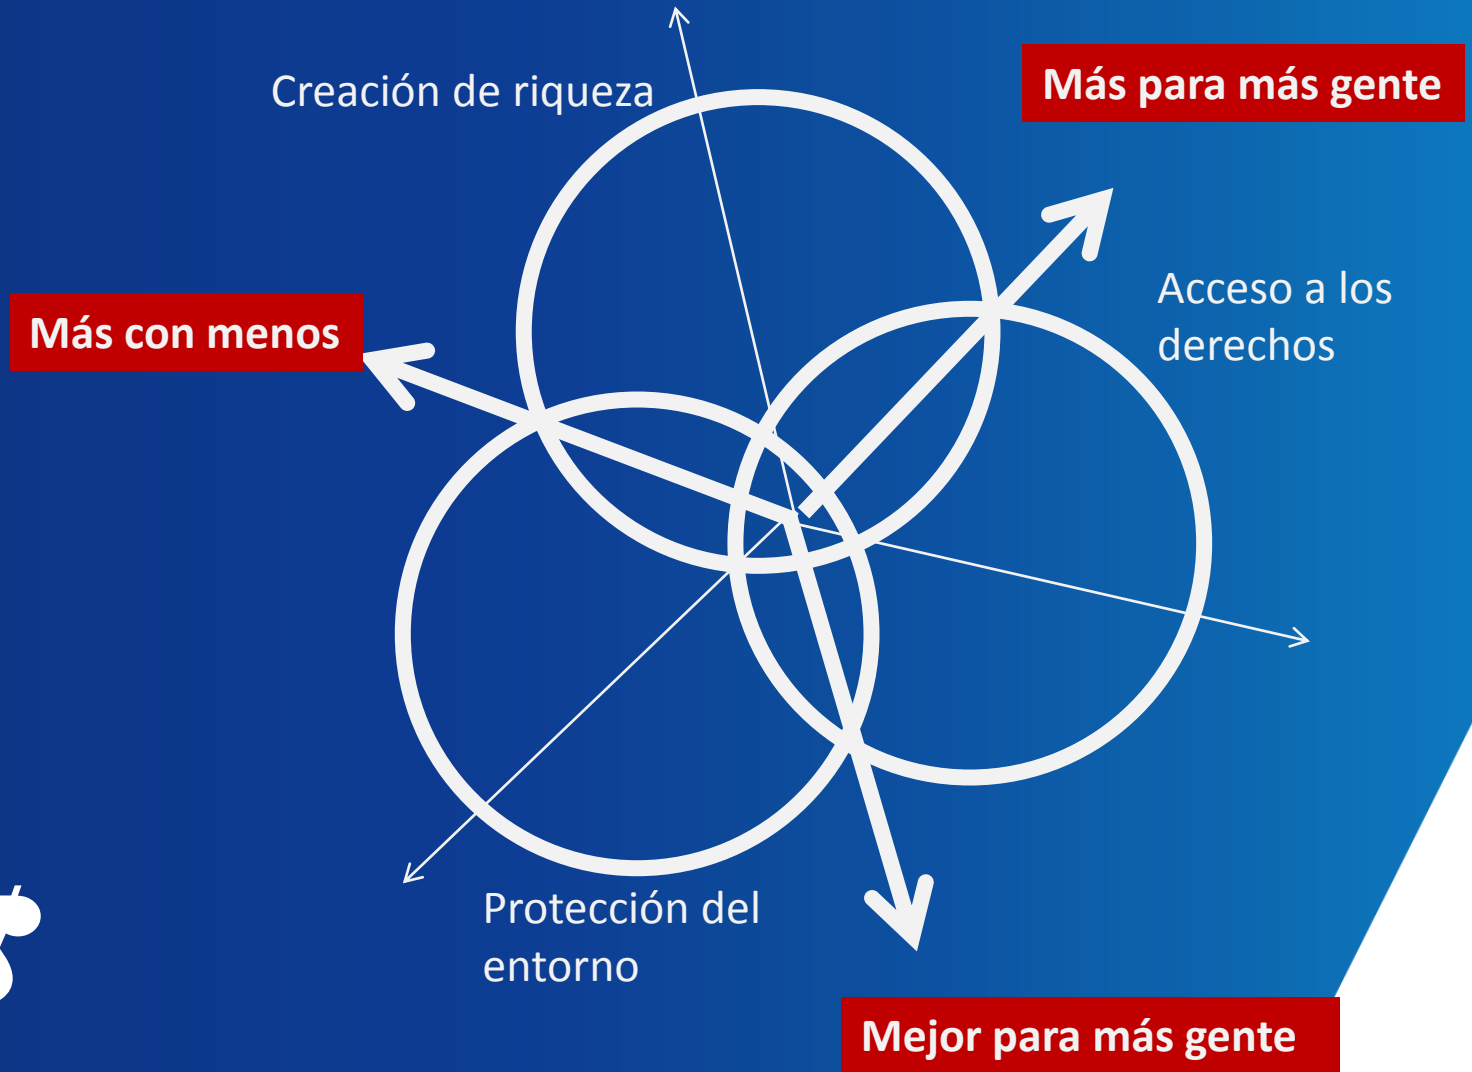 Creación de riqueza
Más para más gente
Acceso a los
derechos
Más con menos
Protección del
entorno
Mejor para más gente